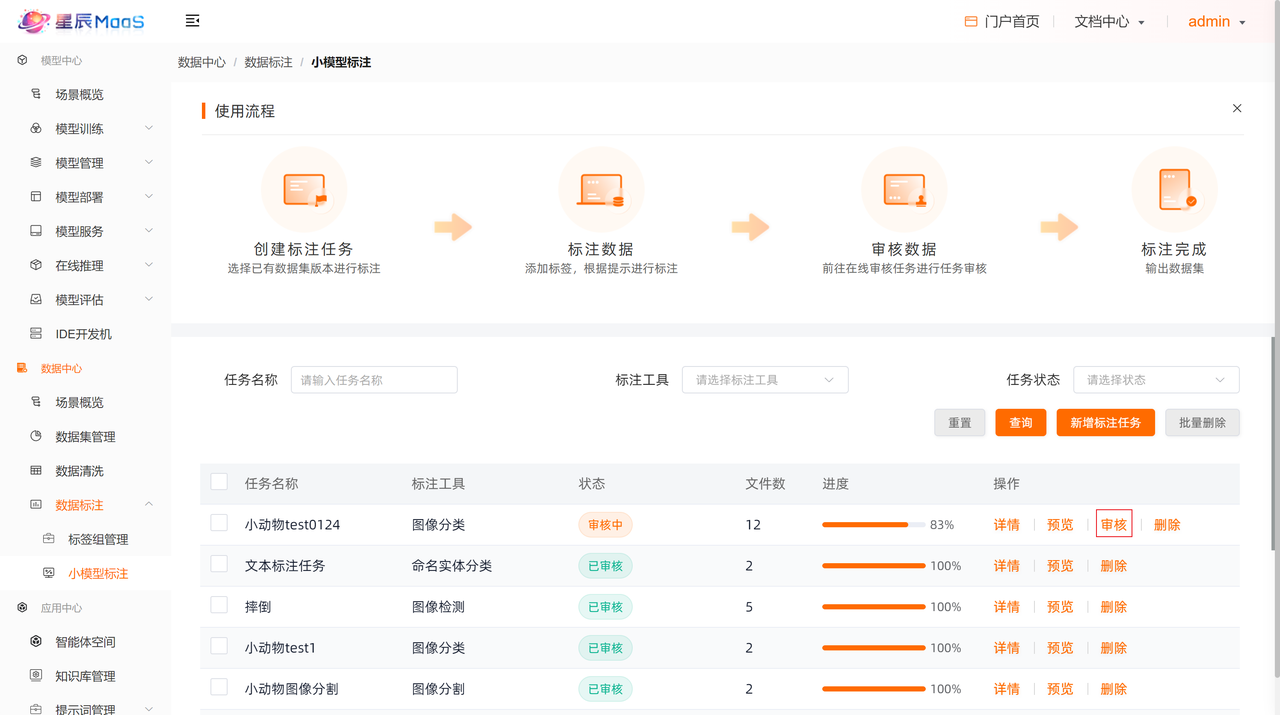 星辰MaaS
门户首页
文档中心
admin
模型中心
场景概览
模型训练
模型管理
模型部署
模型服务
在线推理
模型评估
IDE开发机
数据中心
场景概览
数据集管理
数据清洗
数据标注
标签组管理
小模型标注
应用中心
智能体空间
知识库管理
提示词管理
数据中心 / 数据标注 / 小模型标注
使用流程
创建标注任务
选择已有数据集版本进行标注
标注数据
添加标签，根据提示进行标注
审核数据
前往在线审核任务进行任务审核
标注完成
输出数据集
任务名称 请输入任务名称 标注工具 请选择标注工具 任务状态 请选择状态
重置 查询 新增标注任务 批量删除
任务名称 标注工具 状态 文件数 进度 操作
小动物test0124 图像分类 审核中 12 83% 详情 预览 审核 删除
文本标注任务 命名实体分类 已审核 2 100% 详情 预览 删除
摔倒 图像检测 已审核 5 100% 详情 预览 删除
小动物test1 图像分类 已审核 2 100% 详情 预览 删除
小动物图像分割 图像分割 已审核 2 100% 详情 预览 删除